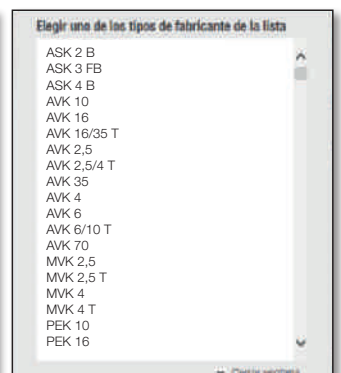 Elegir uno de los tipos de fabricante de la lista
ASK 2 B
ASK 3 FB
ASK 4 B
AVK 10
AVK 16
AVK 16/35 T
AVK 2,5
AVK 2,5/4 T
AVK 35
AVK 4
AVK 6
AVK 6/10 T
AVK 70
MVK 2,5
MVK 2,5 T
MVK 4
MVK 4 T
PEK 10
PEK 16
Cerrar ventana